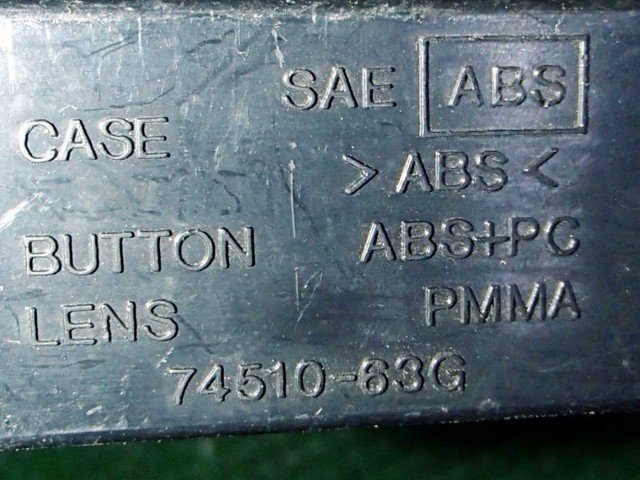 SAE ABS
CASE >ABS<
BUTTON ABS+PC
LENS PMMA
74510-63G